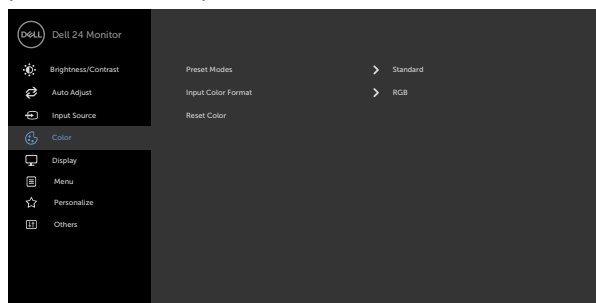 DELL
Dell 24 Monitor
Brightness/Contrast
Auto Adjust
Input Source
Color
Display
Menu
Personalize
Others
Preset Modes
Standard
Input Color Format
RGB
Reset Color